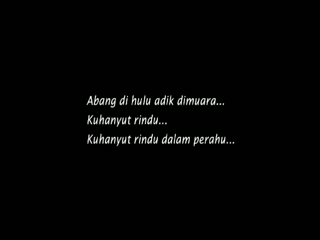 Abang di hulu adik dimuara...
Kuhanyut rindu...
Kuhanyut rindu dalam perahu...